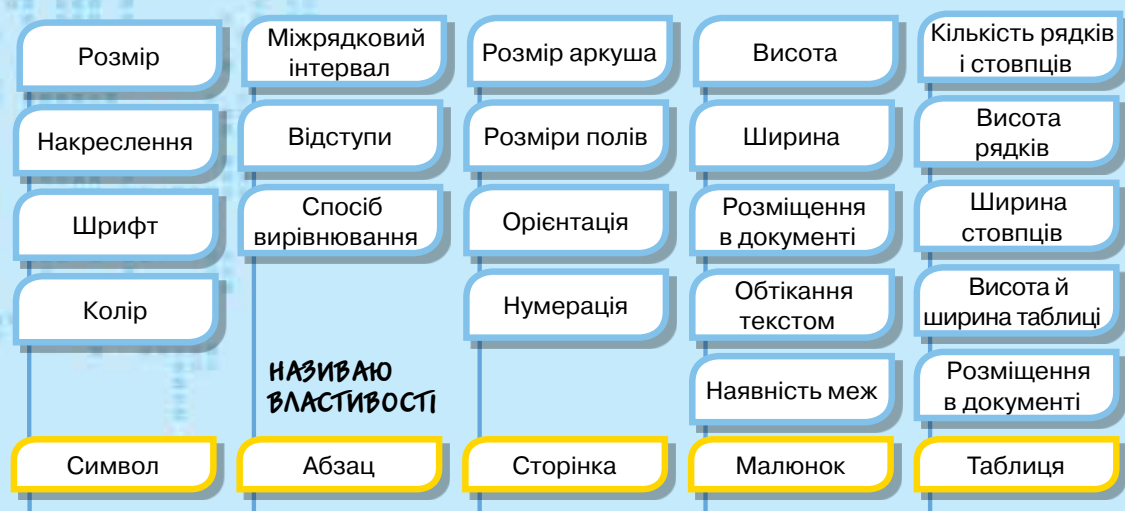 Розмір
Накреслення
Шрифт
Колір
Символ
Міжрядковий
інтервал
Відступи
Спосіб
вирівнювання
НАЗИВАЮ
ВЛАСТИВОСТІ
Абзац
Розмір аркуша
Розміри полів
Орієнтація
Нумерація
Сторінка
Висота
Ширина
Розміщення
в документі
Обтікання
текстом
Наявність меж
Малюнок
Кількість рядків
і стовпців
Висота
рядків
Ширина
стовпців
Висота й
ширина таблиці
Розміщення
в документі
Таблиця